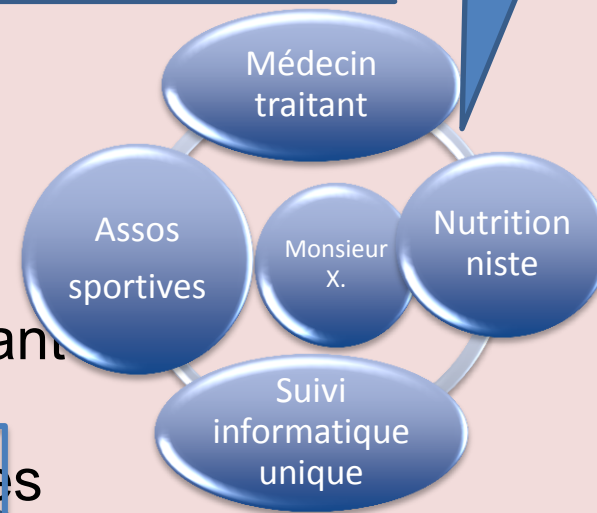 Médecin
traitant
Assos
sportives
Monsieur
X.
Nutrition
niste
Suivi
informatique
unique